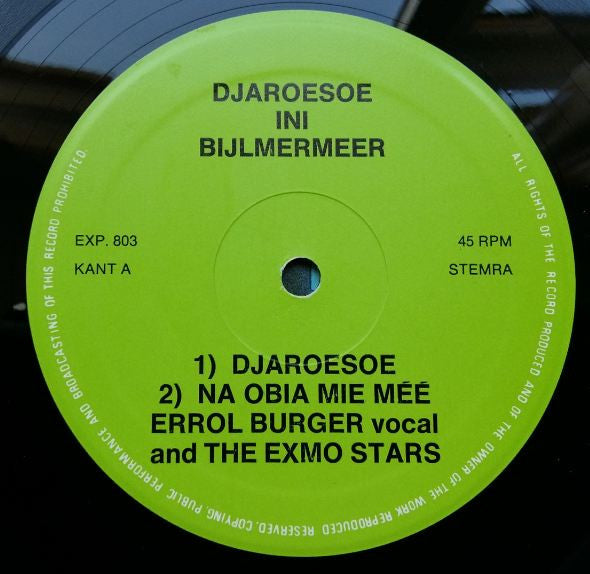 DJAROESOE
INI
BIJLMERMEER
EXP. 803
45 RPM
KANT A
STEMRA
1) DJAROESOE
2) NA OBIA MIE MÉÉ
ERROL BURGER vocal
and THE EXMO STARS
ALL RIGHTS OF THE RECORD PRODUCED AND OF THE OWNER OF THE WORK REPRODUCED RESERVED. COPYING, PUBLIC PERFORMANCE AND BROADCASTING OF THIS RECORD PROHIBITED.